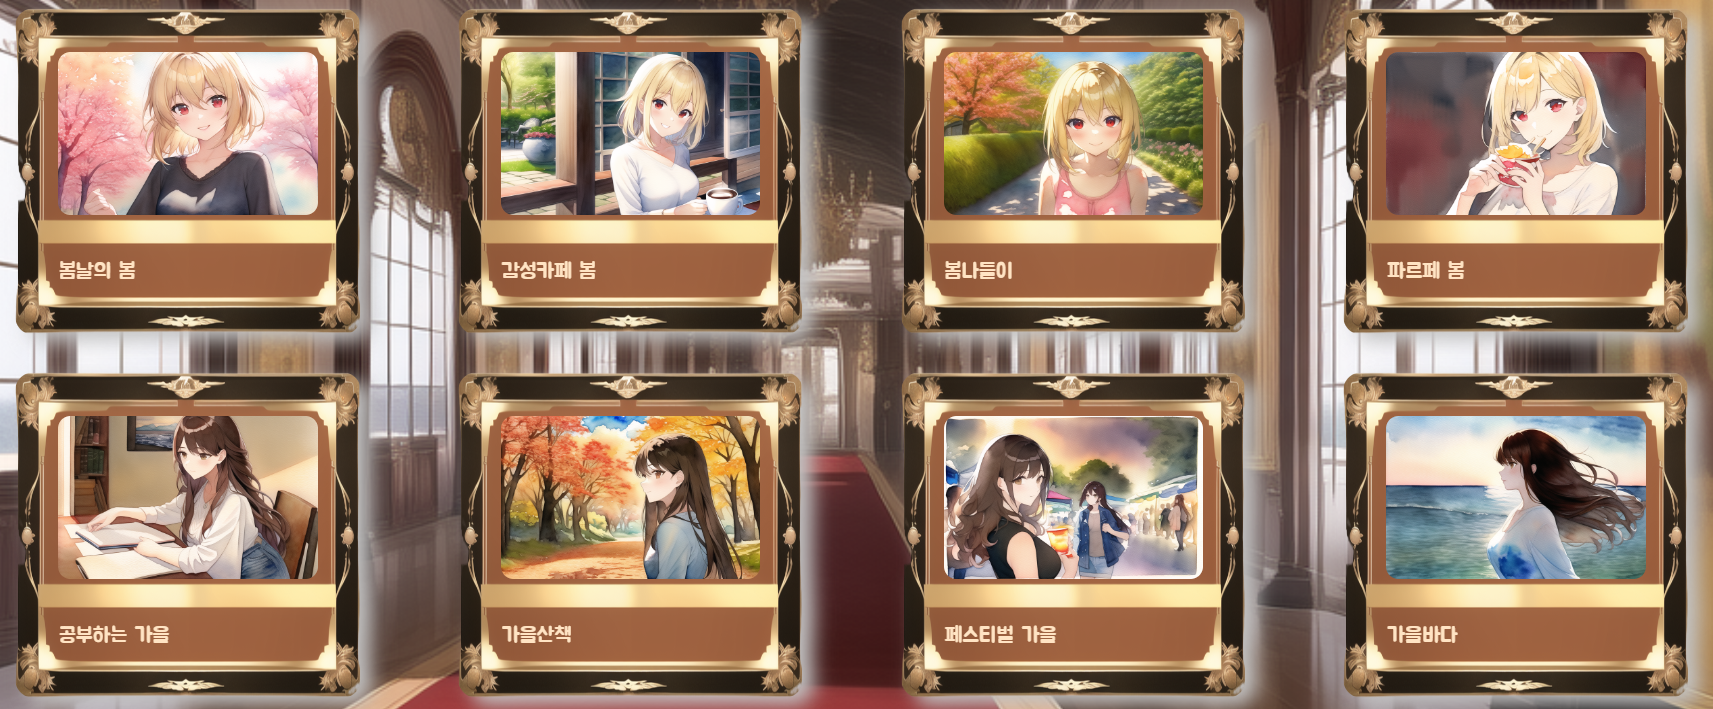 봄날의 봄
감성카페 봄
봄나들이
파르페 봄
공부하는 가을
가을산책
페스티벌 가을
가을바다